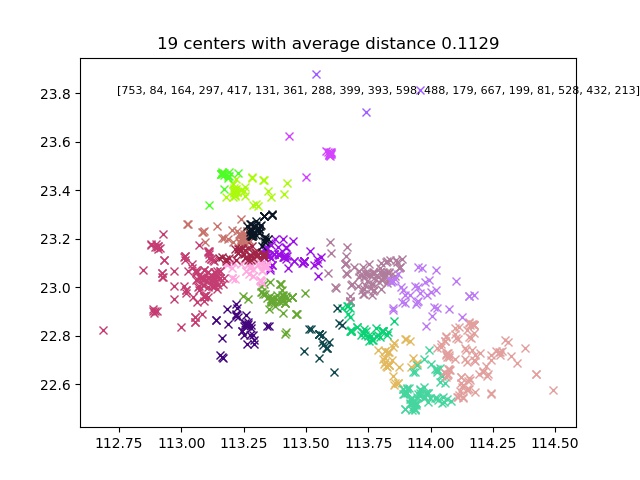 19 centers with average distance 0.1129
[753, 84, 164, 297, 417, 131, 361, 288, 399, 393, 598, 488, 179, 667, 199, 81, 528, 432, 213]
23.8
23.6
23.4
23.2
23.0
22.8
22.6
112.75 113.00 113.25 113.50 113.75 114.00 114.25 114.50